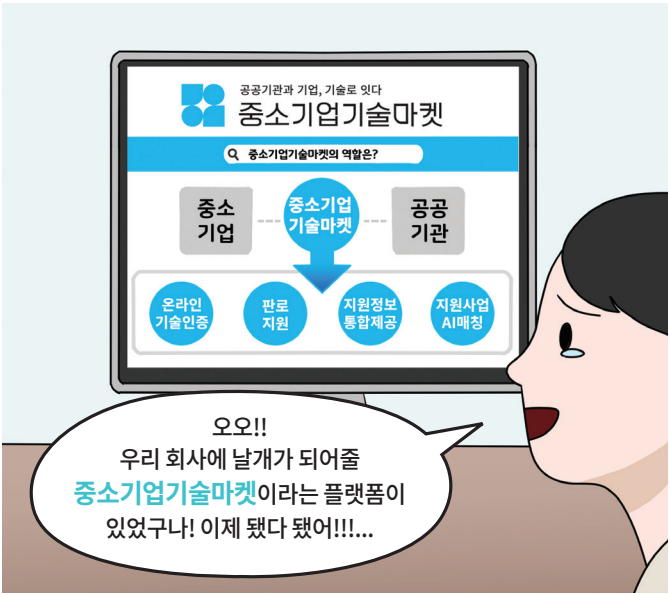 공공기관과 기업, 기술로 잇다
중소기업기술마켓
중소기업기술마켓의 역할은?
중소
기업
중소기업
기술마켓
공공
기관
온라인
기술인증
판로
지원
지원정보
통합제공
지원사업
AI매칭
오오!!
우리 회사에 날개가 되어줄
중소기업기술마켓이라는 플랫폼이
있었구나! 이제 됐다 됐어!!!...